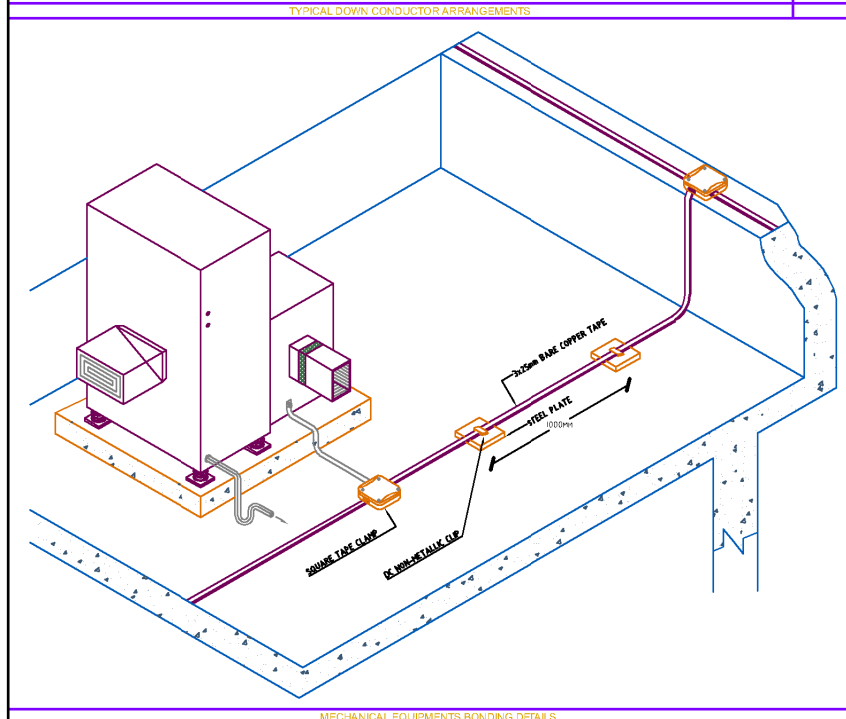 TYPICAL DOWN CONDUCTOR ARRANGEMENTS
3x25mm BARE COPPER TAPE
STEEL PLATE
1000MM
SQUARE TAPE CLAMP
DC NON-METALLIC CLIP
MECHANICAL EQUIPMENTS BONDING DETAILS